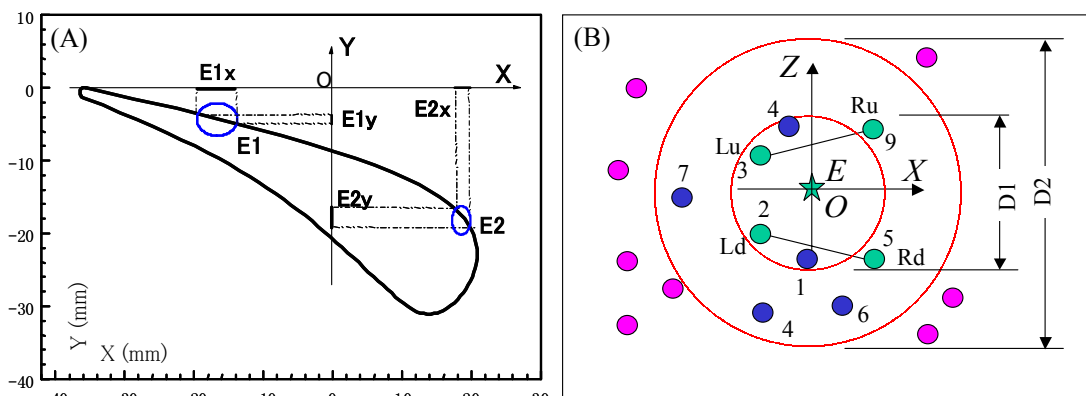 (A)
10
0
-10
-20
-30
-40
Y
O
X
E1x
E2x
E1y
E1
E2y
E2
Y (mm)
X (mm)
(B)
Z
4
Ru
Lu
9
3
7
E
X
O
2
Ld
5
Rd
1
4
6
D1
D2